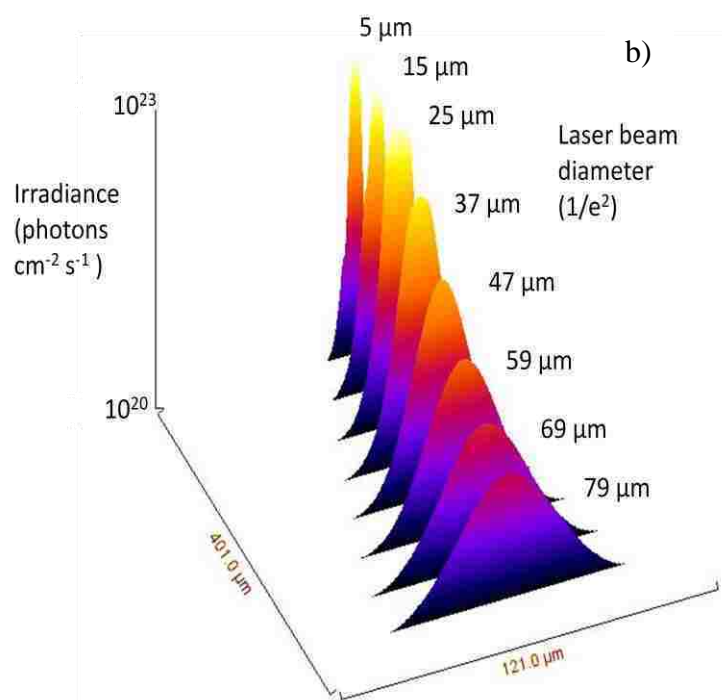 5 µm
b)
15 µm
10²³
25 µm
Laser beam
diameter
(1/e²)
Irradiance
(photons
cm⁻² s⁻¹ )
37 µm
47 µm
59 µm
10²⁰
69 µm
79 µm
401.0 µm
121.0 µm